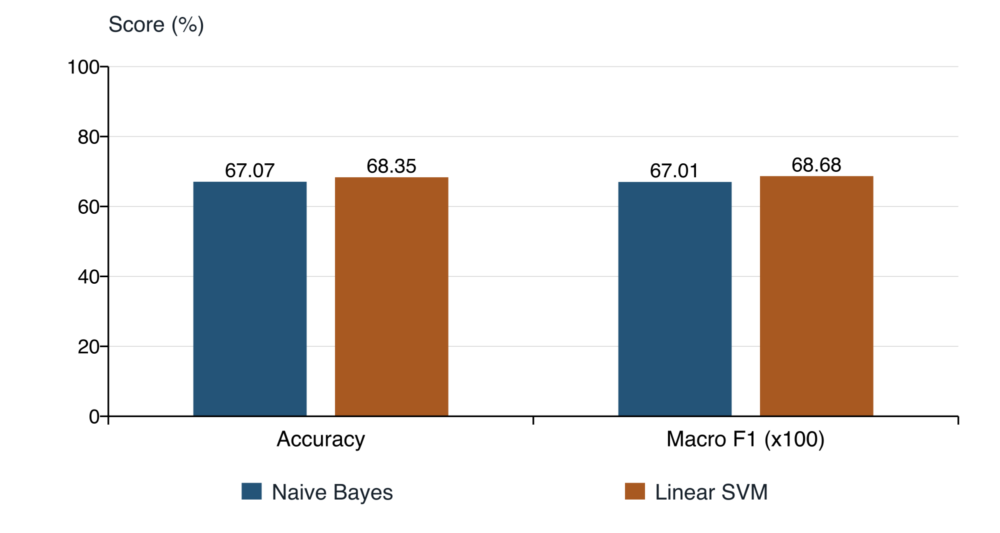 Score (%)
100
80
60
40
20
0
67.07
68.35
67.01
68.68
Accuracy
Macro F1 (x100)
Naive Bayes
Linear SVM